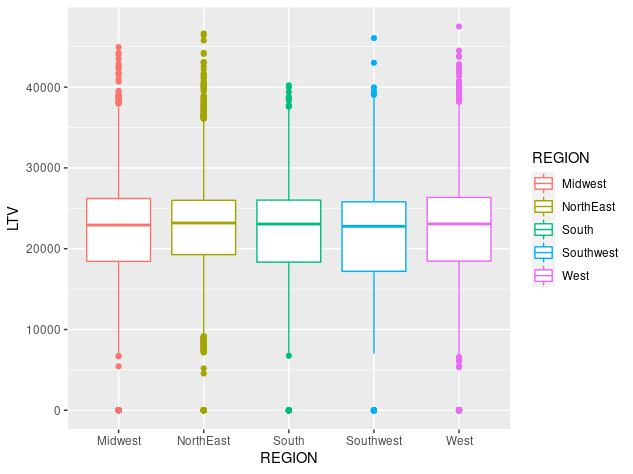 LTV
40000
30000
20000
10000
0
Midwest
NorthEast
South
Southwest
West
REGION
REGION
Midwest
NorthEast
South
Southwest
West